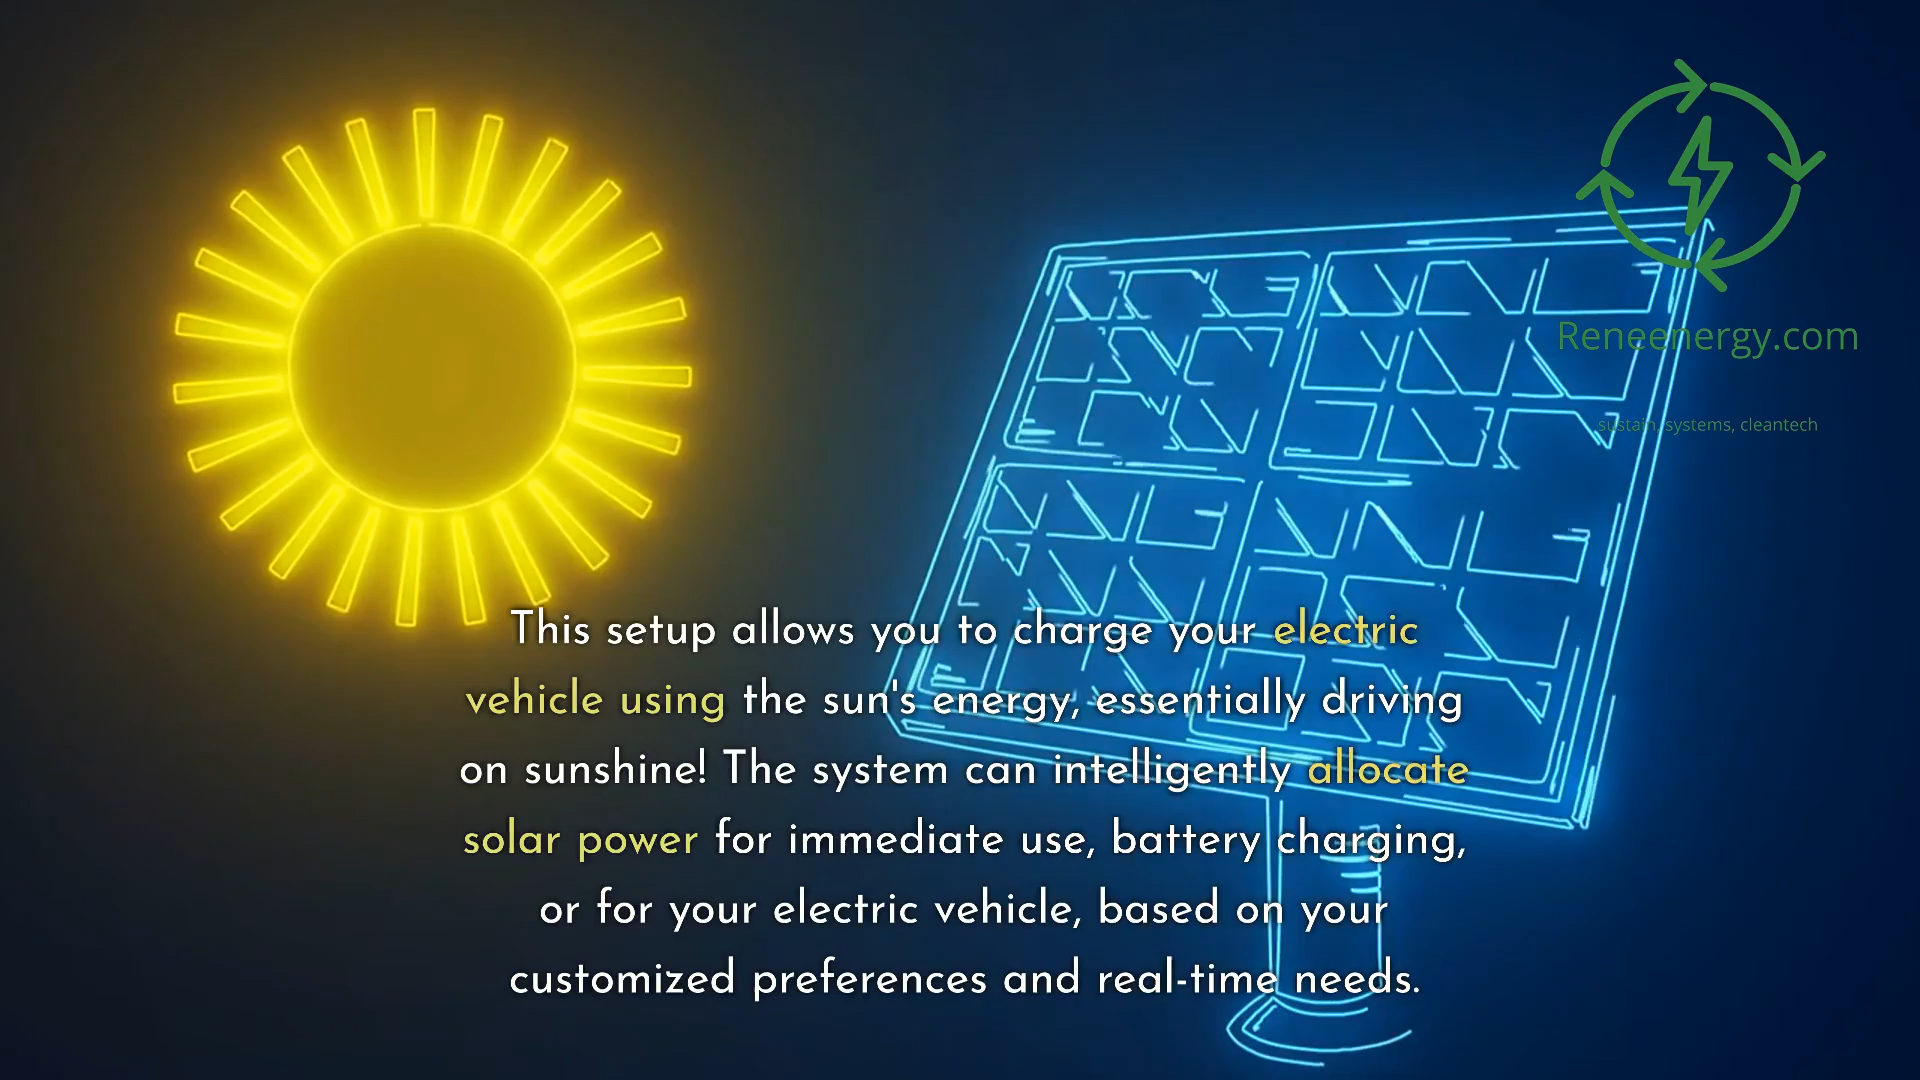 Reneenergy.com
sustain, systems, cleantech
This setup allows you to charge your electric
vehicle using the sun's energy, essentially driving
on sunshine! The system can intelligently allocate
solar power for immediate use, battery charging,
or for your electric vehicle, based on your
customized preferences and real-time needs.